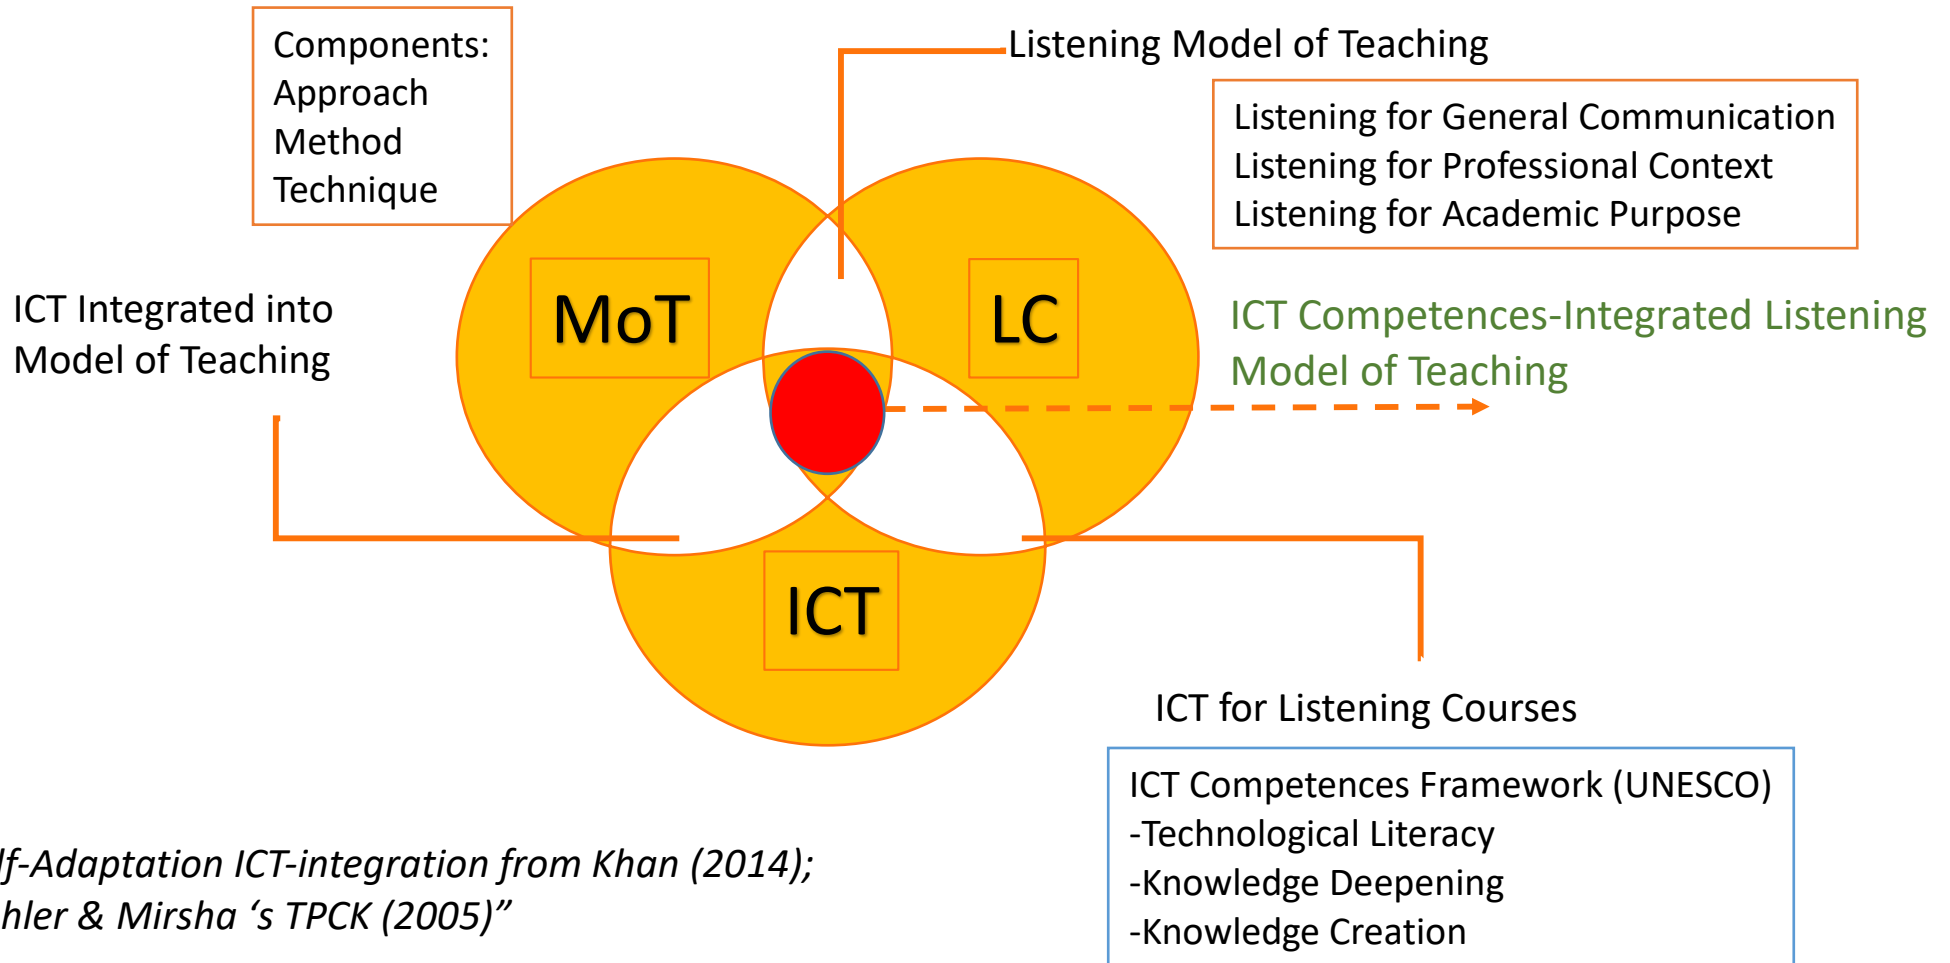 Components:
Approach
Method
Technique
Listening Model of Teaching
Listening for General Communication
Listening for Professional Context
Listening for Academic Purpose
MoT
LC
ICT Integrated into
Model of Teaching
ICT Competences-Integrated Listening
Model of Teaching
ICT
ICT for Listening Courses
ICT Competences Framework (UNESCO)
-Technological Literacy
-Knowledge Deepening
-Knowledge Creation
lf-Adaptation ICT-integration from Khan (2014);
hler & Mirsha ‘s TPCK (2005)”